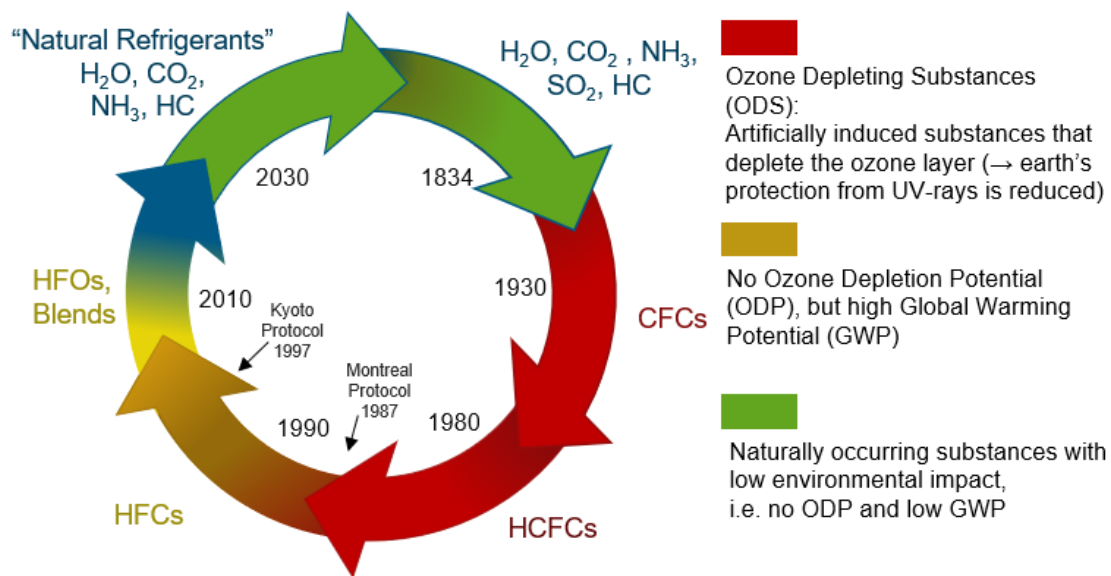 “Natural Refrigerants”
H₂O, CO₂,
NH₃, HC
H₂O, CO₂ , NH₃,
SO₂, HC
2030
1834
HFOs,
Blends
2010
1930
CFCs
Kyoto
Protocol
1997
Montreal
Protocol
1987
1990
1980
HFCs
HCFCs
Ozone Depleting Substances
(ODS):
Artificially induced substances that
deplete the ozone layer (→ earth’s
protection from UV-rays is reduced)
No Ozone Depletion Potential
(ODP), but high Global Warming
Potential (GWP)
Naturally occurring substances with
low environmental impact,
i.e. no ODP and low GWP